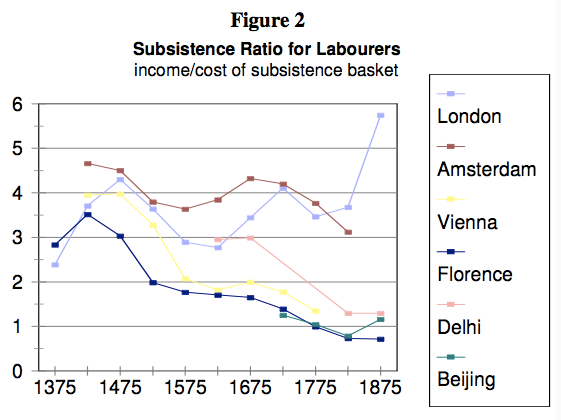 Figure 2
Subsistence Ratio for Labourers
income/cost of subsistence basket
6
5
4
3
2
1
0
1375 1475 1575 1675 1775 1875
London
Amsterdam
Vienna
Florence
Delhi
Beijing